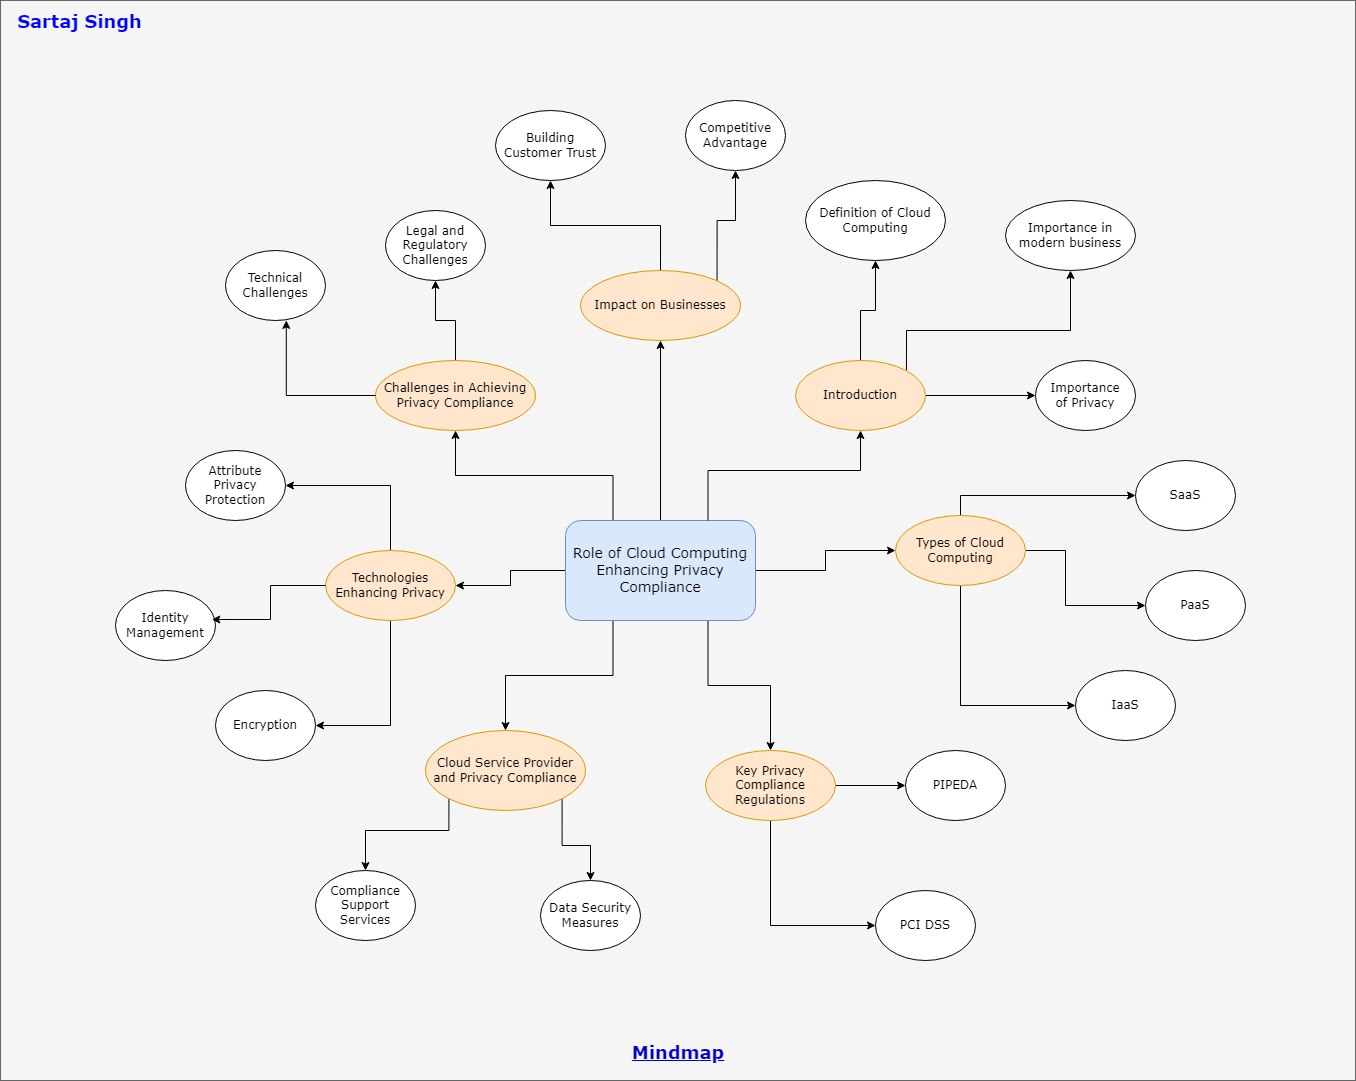 Sartaj Singh
Building
Customer Trust
Competitive
Advantage
Definition of Cloud
Computing
Importance in
modern business
Legal and
Regulatory
Challenges
Technical
Challenges
Impact on Businesses
Challenges in Achieving
Privacy Compliance
Introduction
Importance
of Privacy
Attribute
Privacy
Protection
SaaS
Role of Cloud Computing
Enhancing Privacy
Compliance
Types of Cloud
Computing
Technologies
Enhancing Privacy
PaaS
Identity
Management
Encryption
IaaS
Cloud Service Provider
and Privacy Compliance
Key Privacy
Compliance
Regulations
PIPEDA
Compliance
Support
Services
Data Security
Measures
PCI DSS
Mindmap